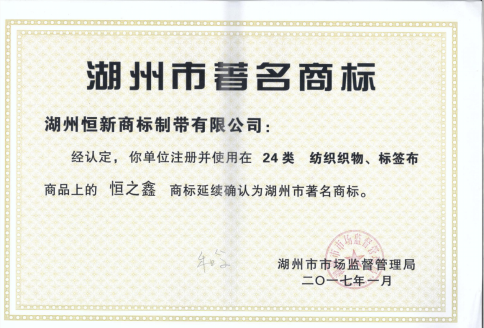 湖州市著名商标
湖州恒新商标制带有限公司：
经认定，你单位注册并使用在 24类 纺织织物、标签布
商品上的 恒之鑫 商标延续确认为湖州市著名商标。
湖州市市场监督管理局
二〇一七年一月